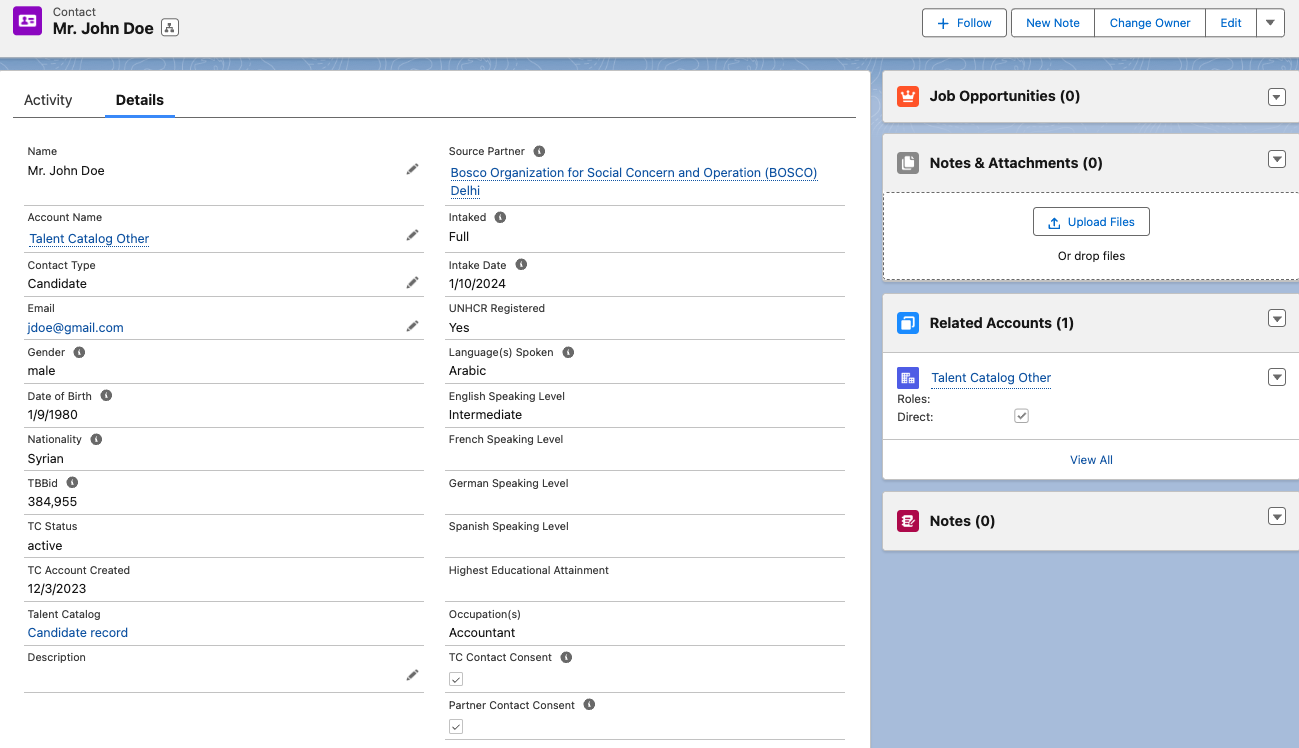 Contact
Mr. John Doe
Follow
New Note
Change Owner
Edit
Activity
Details
Name
Mr. John Doe
Account Name
Talent Catalog Other
Contact Type
Candidate
Email
jdoe@gmail.com
Gender
male
Date of Birth
1/9/1980
Nationality
Syrian
TBBid
384,955
TC Status
active
TC Account Created
12/3/2023
Talent Catalog
Candidate record
Description
Source Partner
Bosco Organization for Social Concern and Operation (BOSCO)
Delhi
Intaked
Full
Intake Date
1/10/2024
UNHCR Registered
Yes
Language(s) Spoken
Arabic
English Speaking Level
Intermediate
French Speaking Level
German Speaking Level
Spanish Speaking Level
Highest Educational Attainment
Occupation(s)
Accountant
TC Contact Consent
Partner Contact Consent
Job Opportunities (0)
Notes & Attachments (0)
Upload Files
Or drop files
Related Accounts (1)
Talent Catalog Other
Roles:
Direct:
View All
Notes (0)